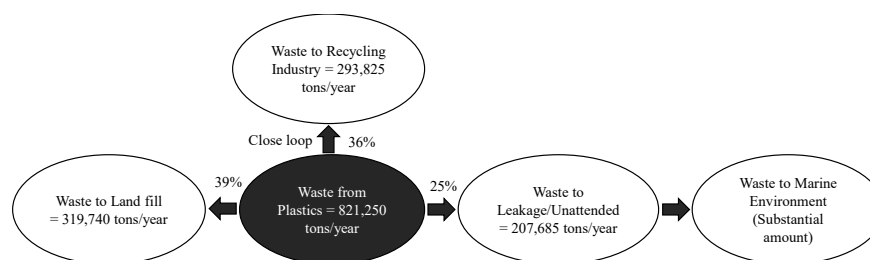 Waste to Recycling
Industry = 293,825
tons/year
Close loop
36%
39%
25%
Waste to Land fill
= 319,740 tons/year
Waste from
Plastics = 821,250
tons/year
Waste to
Leakage/Unattended
= 207,685 tons/year
Waste to Marine
Environment
(Substantial
amount)